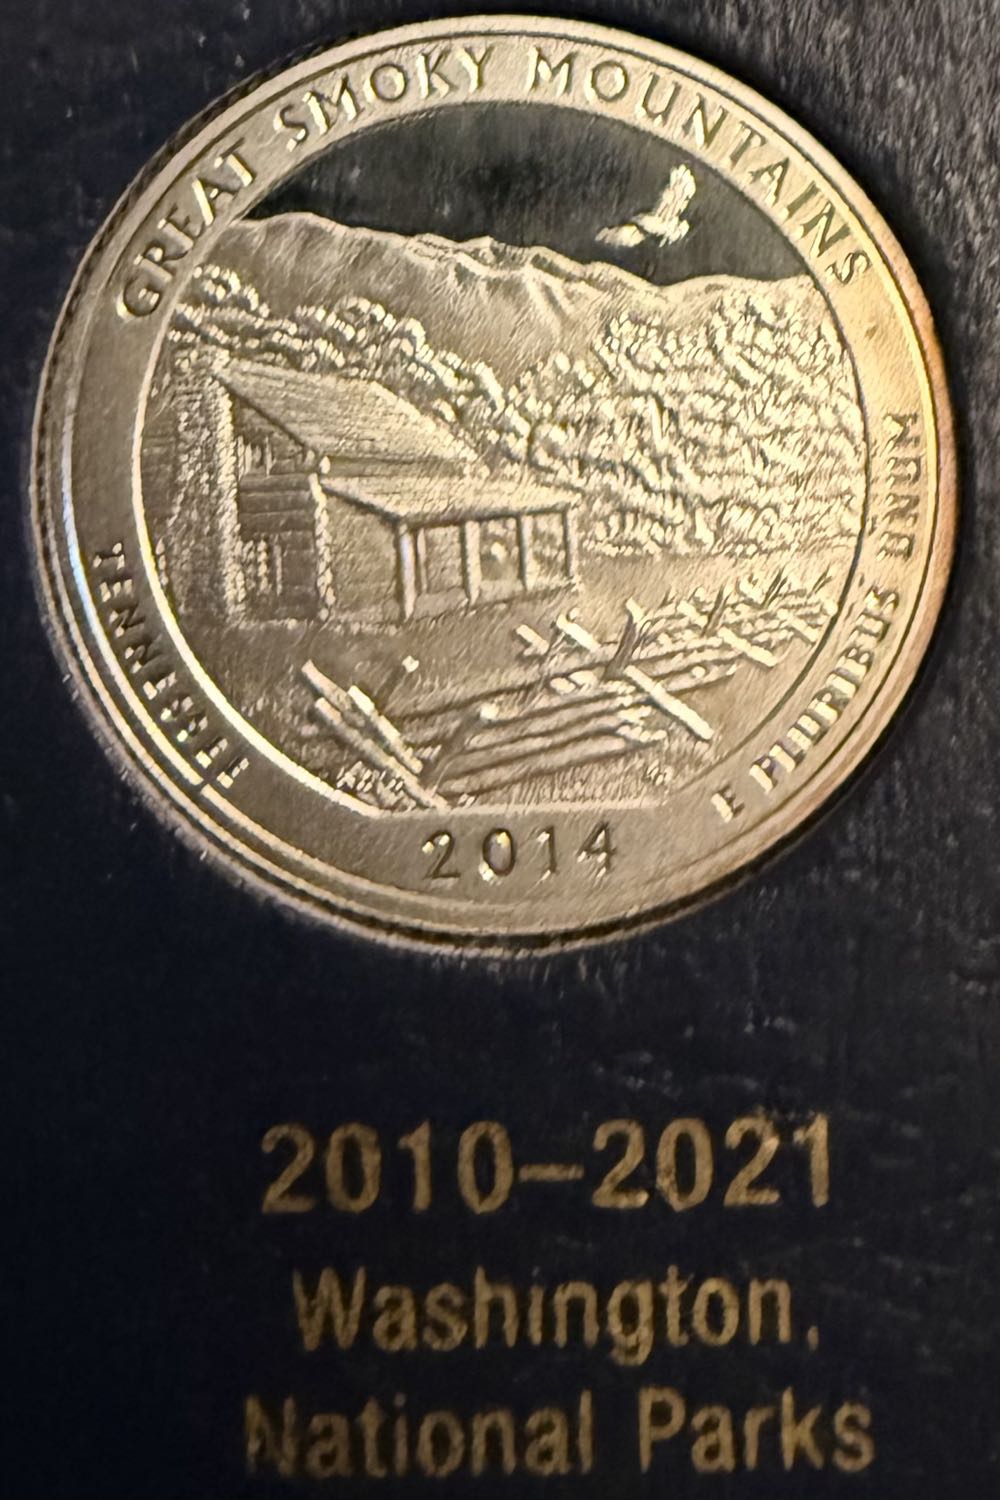 GREAT SMOKY MOUNTAINS
TENNESSEE
E PLURIBUS UNUM
2014
2010–2021
Washington,
National Parks